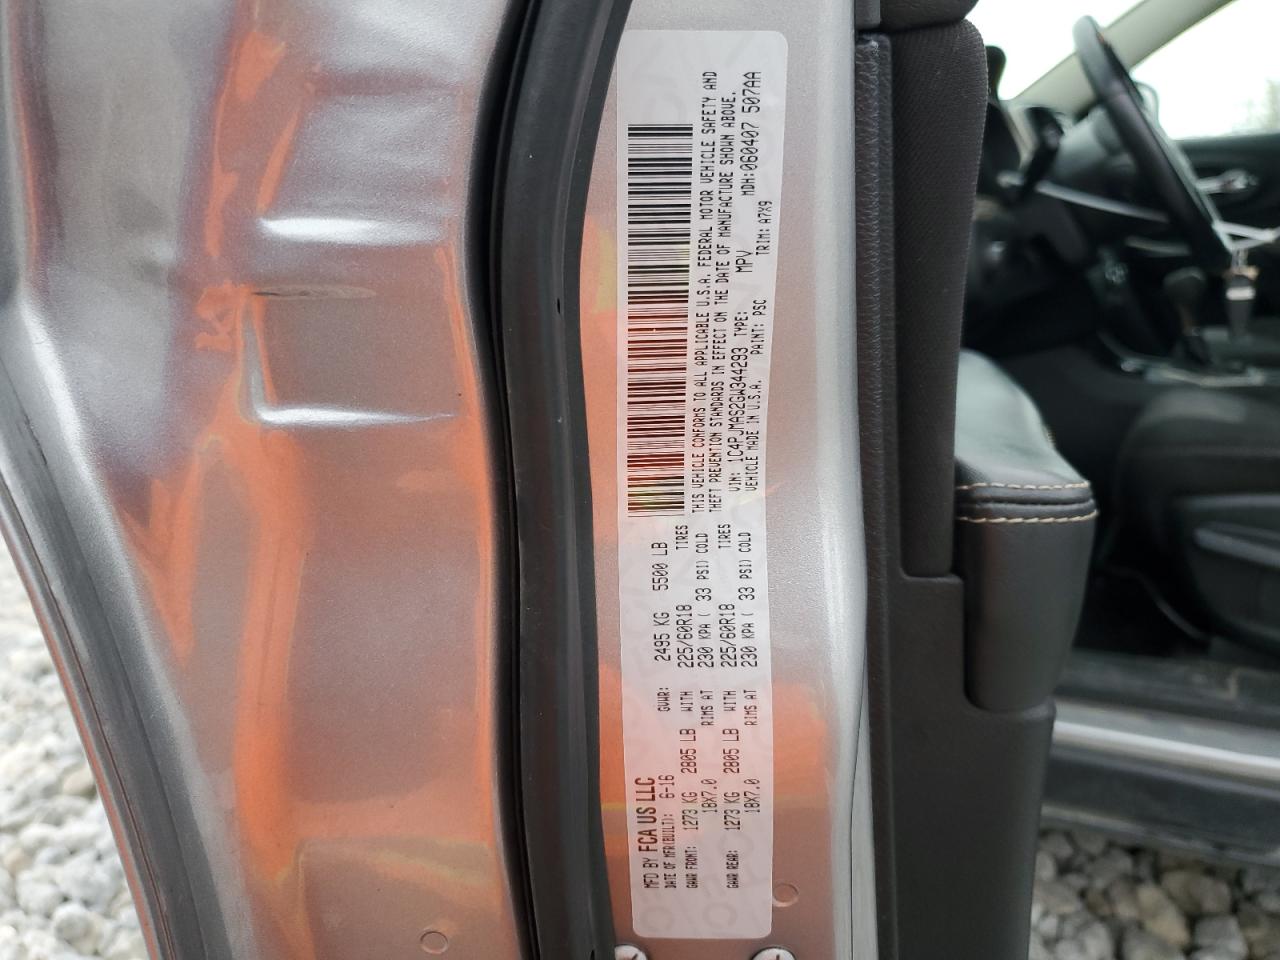 MFD BY FCA US LLC
DATE OF MFR(BUILT): 6-16 GVWR: 2495 KG 5500 LB
GAWR FRONT: 1273 KG 2805 LB WITH 225/60R18 TIRES
18X7.0 RIMS AT 230 KPA ( 33 PSI) COLD
GAWR REAR: 1273 KG 2805 LB WITH 225/60R18 TIRES
18X7.0 RIMS AT 230 KPA ( 33 PSI) COLD
THIS VEHICLE CONFORMS TO ALL APPLICABLE U.S.A. FEDERAL MOTOR VEHICLE SAFETY AND
THEFT PREVENTION STANDARDS IN EFFECT ON THE DATE OF MANUFACTURE SHOWN ABOVE.
VIN: 1C4PJMAS2GW344293 TYPE: MPV MDH:060407 507AA
VEHICLE MADE IN U.S.A. PAINT: PSC TRIM: A7X9